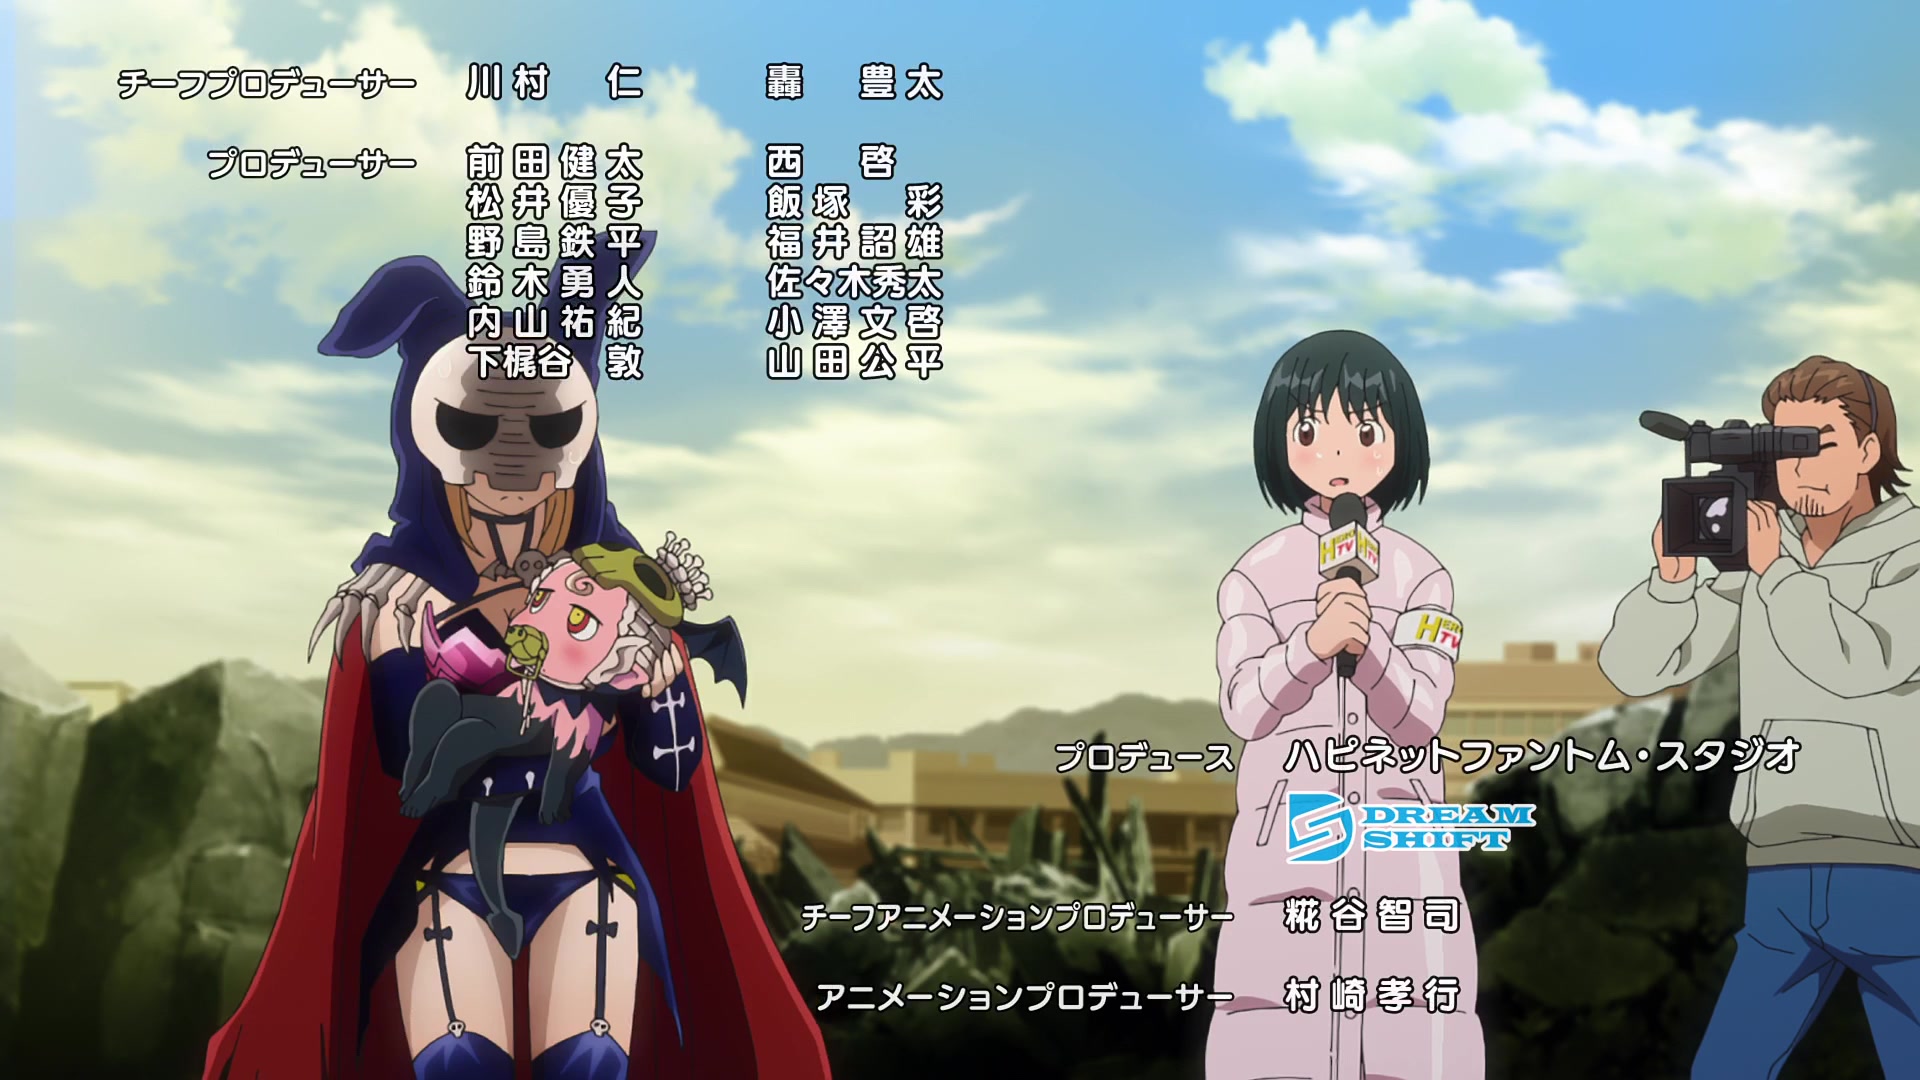 チーフプロデューサー 川村 仁 轟 豊太
プロデューサー 前田健太 西 啓
松井優子 飯塚 彩
野島鉄平 福井詔雄
鈴木勇人 佐々木秀太
内山祐紀 小澤文啓
下梶谷 敦 山田公平
HERO TV
HERO TV
プロデュース ハピネットファントム・スタジオ
DREAM
SHIFT
チーフアニメーションプロデューサー 糀谷智司
アニメーションプロデューサー 村崎孝行